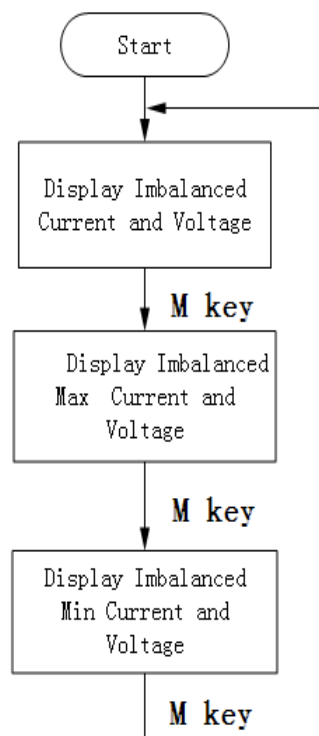 Start
Display Imbalanced
Current and Voltage
M key
Display Imbalanced
Max Current and
Voltage
M key
Display Imbalanced
Min Current and
Voltage
M key